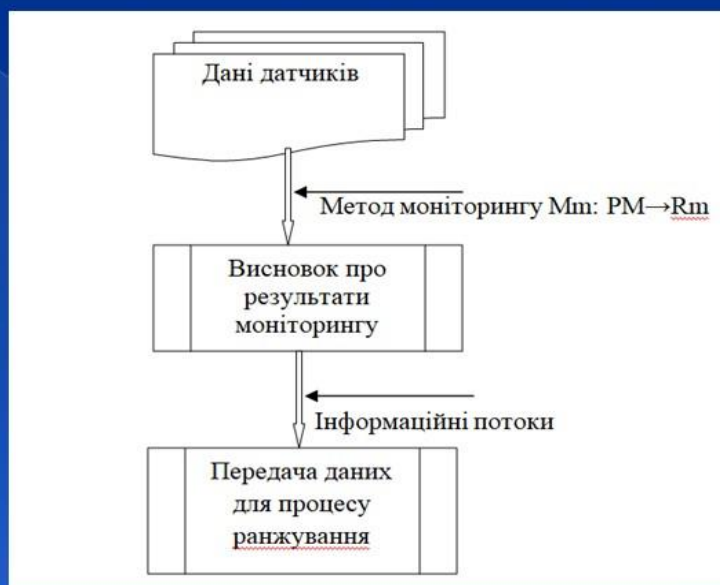 Дані датчиків
Метод моніторингу Mm: PM→Rm
Висновок про
результати
моніторингу
Інформаційні потоки
Передача даних
для процесу
ранжування